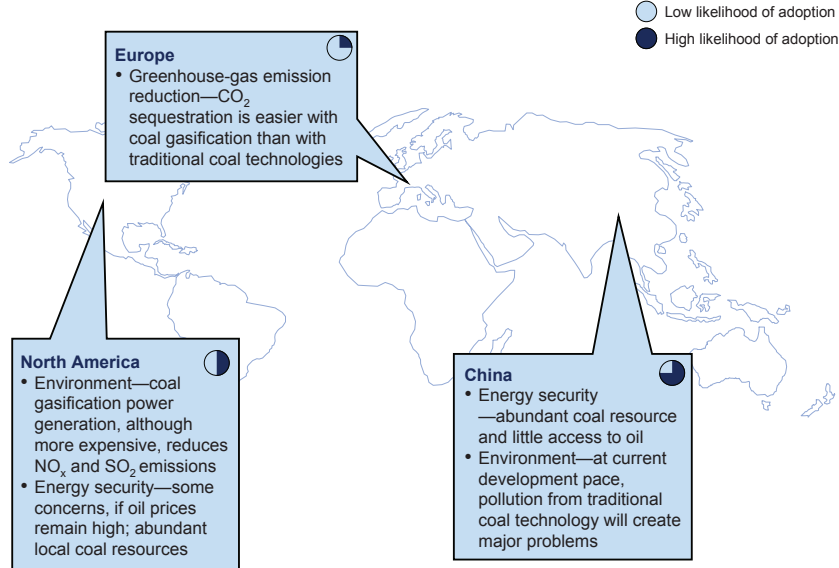 Low likelihood of adoption
High likelihood of adoption
Europe
• Greenhouse-gas emission
reduction—CO₂
sequestration is easier with
coal gasification than with
traditional coal technologies
North America
• Environment—coal
gasification power
generation, although
more expensive, reduces
NOₓ and SO₂ emissions
• Energy security—some
concerns, if oil prices
remain high; abundant
local coal resources
China
• Energy security
—abundant coal resource
and little access to oil
• Environment—at current
development pace,
pollution from traditional
coal technology will create
major problems